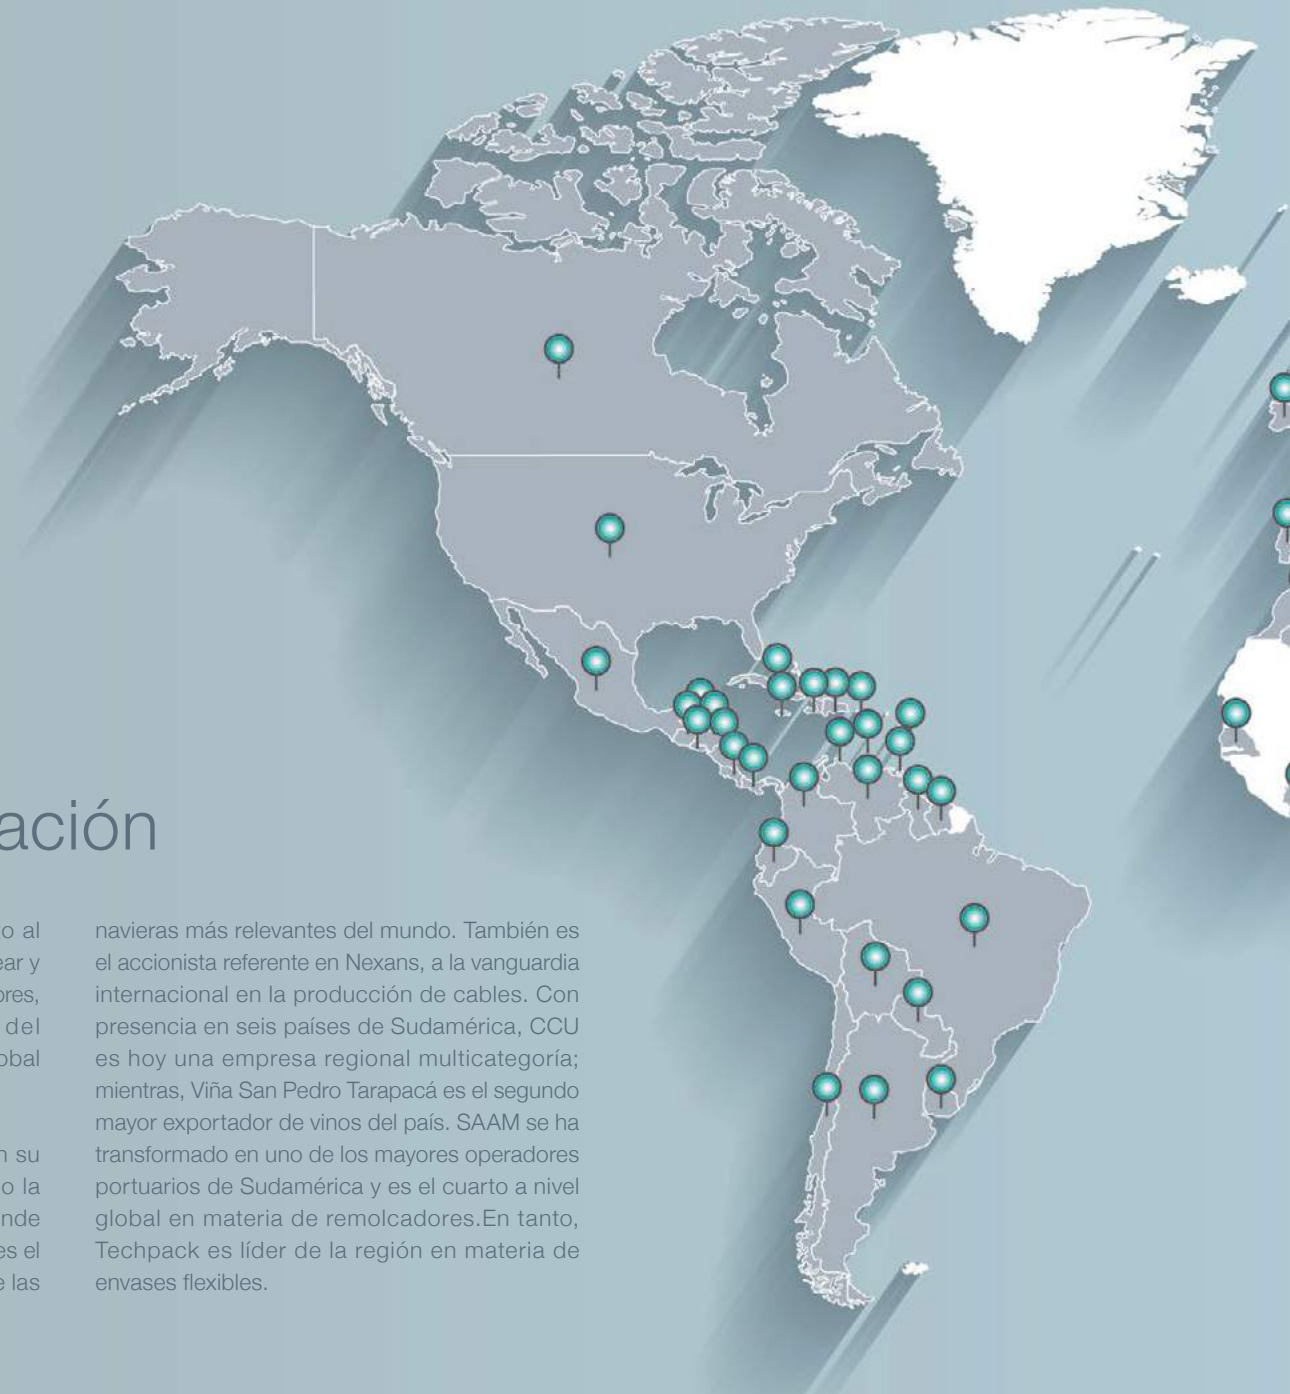 ación
o al
ear y
ores,
del
obal
n su
o la
nde
es el
e las
navieras más relevantes del mundo. También es
el accionista referente en Nexans, a la vanguardia
internacional en la producción de cables. Con
presencia en seis países de Sudamérica, CCU
es hoy una empresa regional multicategoría;
mientras, Viña San Pedro Tarapacá es el segundo
mayor exportador de vinos del país. SAAM se ha
transformado en uno de los mayores operadores
portuarios de Sudamérica y es el cuarto a nivel
global en materia de remolcadores.En tanto,
Techpack es líder de la región en materia de
envases flexibles.